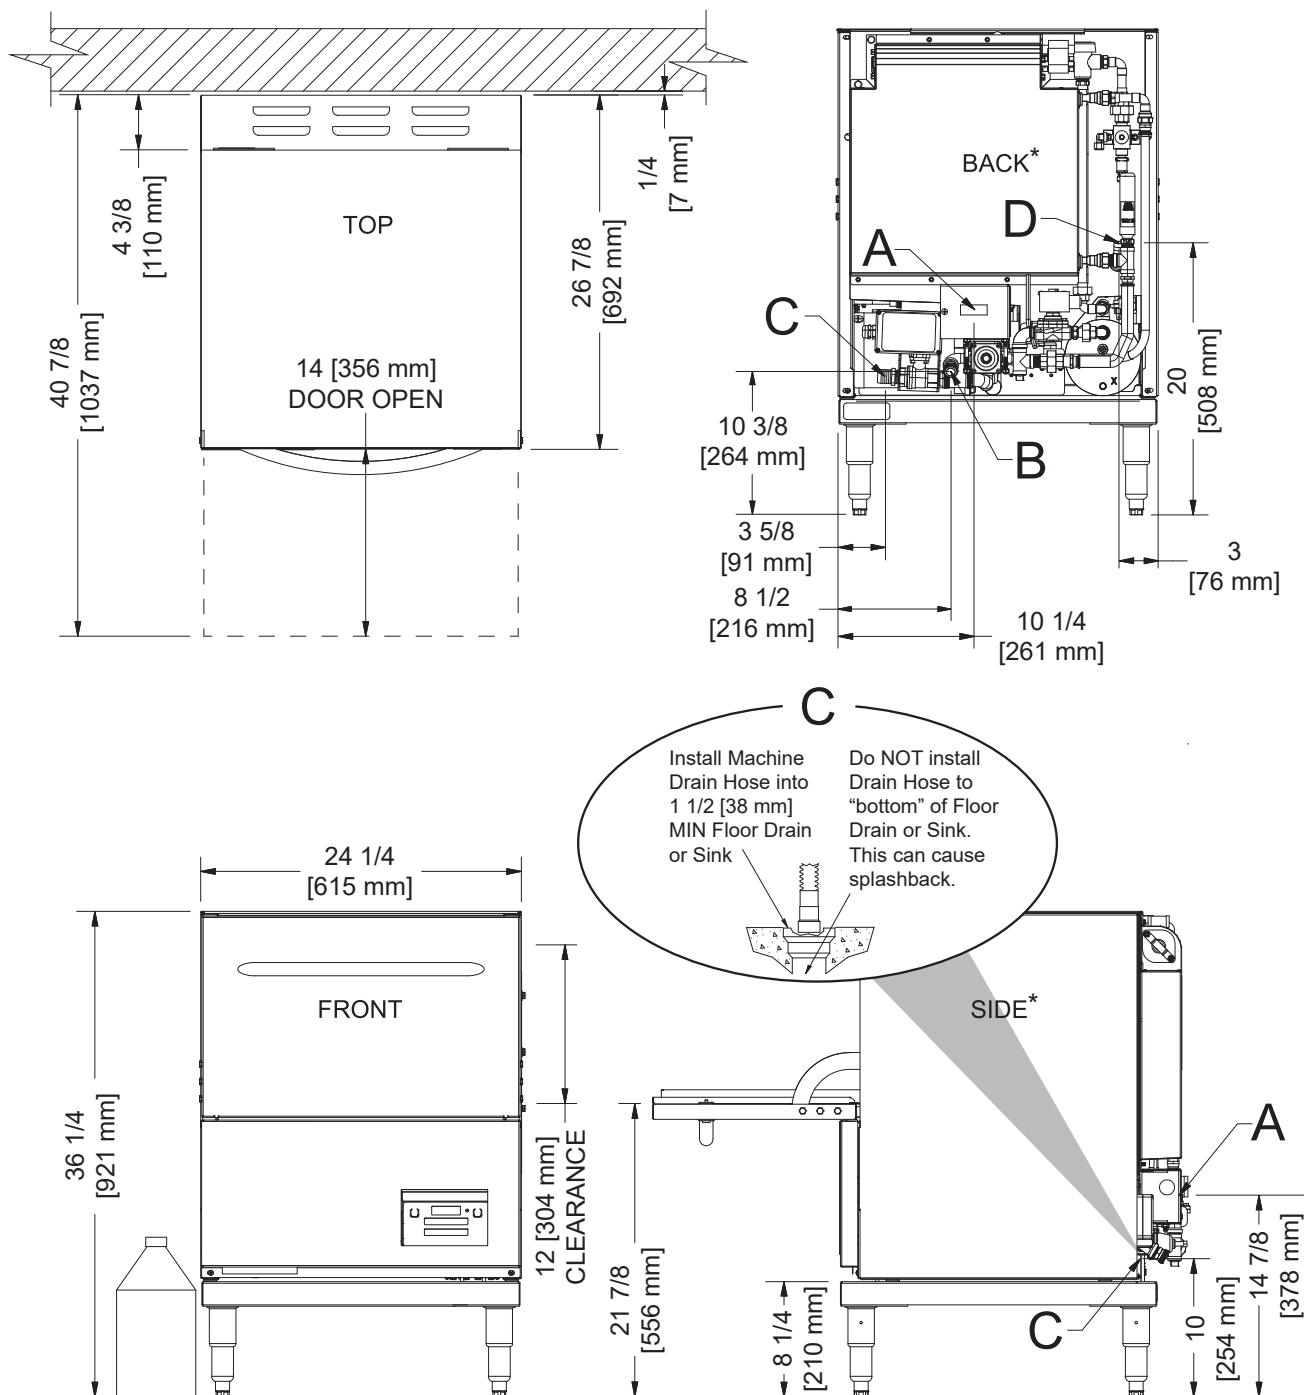 TOP
4 3/8
[110 mm]
40 7/8
[1037 mm]
14 [356 mm]
DOOR OPEN
26 7/8
[692 mm]
1/4
[7 mm]
BACK*
D
A
C
B
X
10 3/8
[264 mm]
20
[508 mm]
3 5/8
[91 mm]
8 1/2
[216 mm]
10 1/4
[261 mm]
3
[76 mm]
C
Install Machine
Drain Hose into
1 1/2 [38 mm]
MIN Floor Drain
or Sink
Do NOT install
Drain Hose to
“bottom” of Floor
Drain or Sink.
This can cause
splashback.
24 1/4
[615 mm]
FRONT
36 1/4
[921 mm]
12 [304 mm]
CLEARANCE
SIDE*
A
C
21 7/8
[556 mm]
8 1/4
[210 mm]
10
[254 mm]
14 7/8
[378 mm]